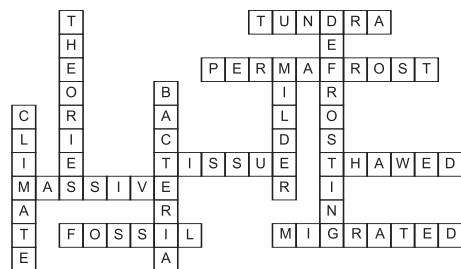 THEORIES
TUNDRA
DEFROSTING
PERMAFROST
MILDER
BACTERIA
CLIMATE
TISSUE
THAWED
MASSIVE
FOSSIL
MIGRATED